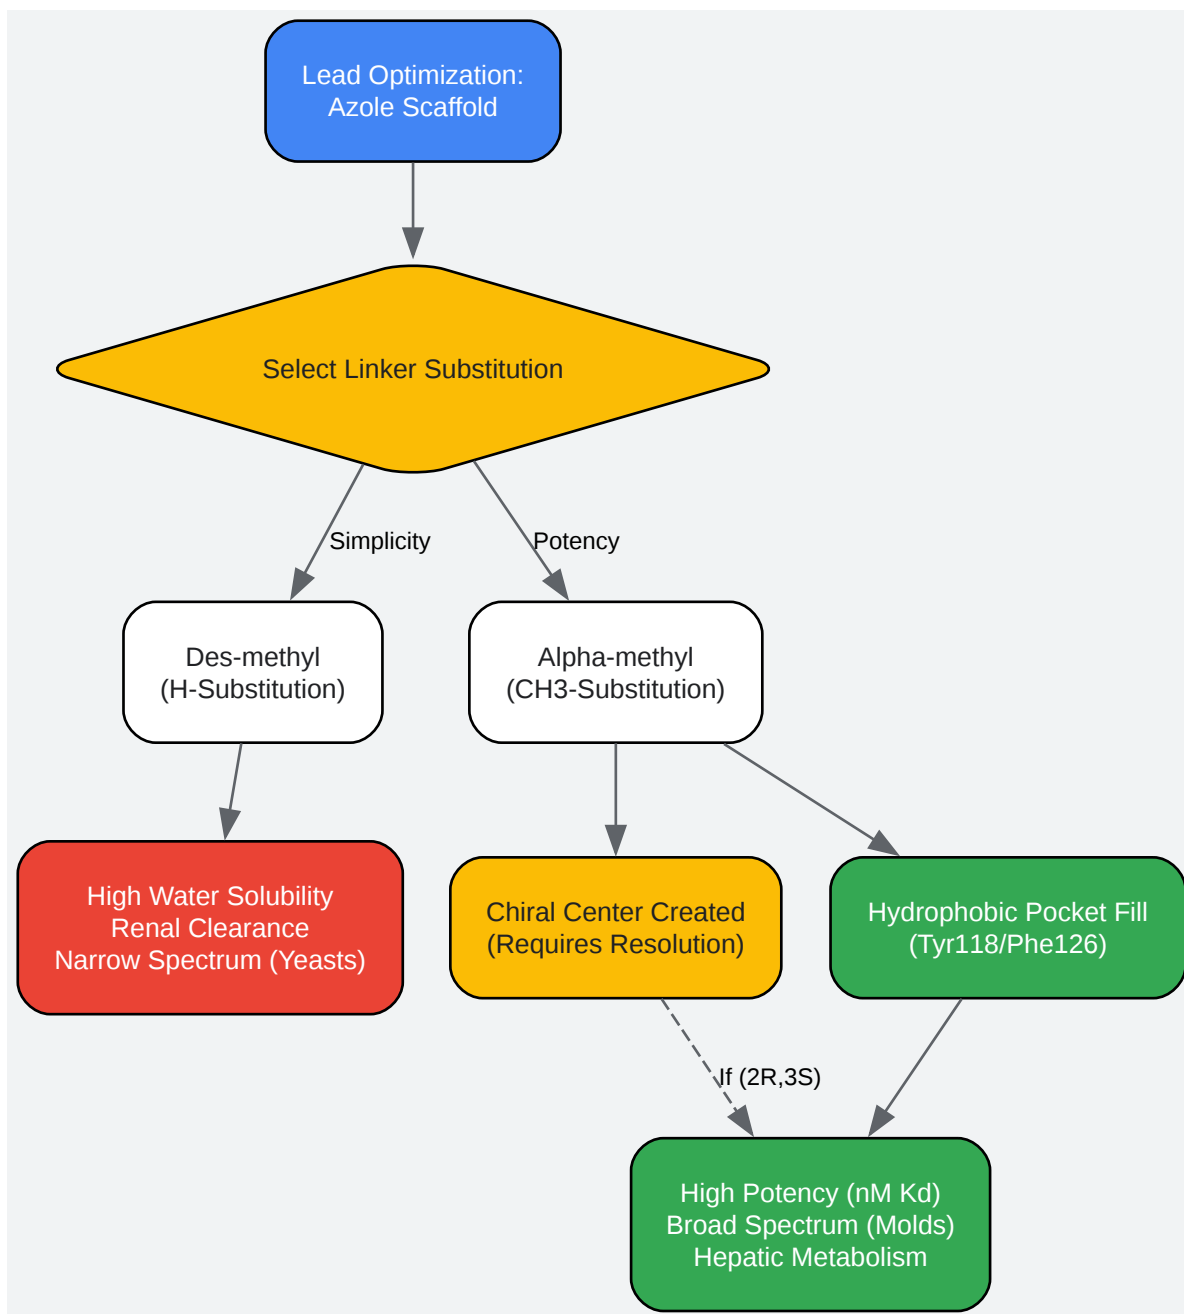 Lead Optimization:
Azole Scaffold
Select Linker Substitution
Simplicity
Potency
Des-methyl
(H-Substitution)
Alpha-methyl
(CH3-Substitution)
High Water Solubility
Renal Clearance
Narrow Spectrum (Yeasts)
Chiral Center Created
(Requires Resolution)
Hydrophobic Pocket Fill
(Tyr118/Phe126)
If (2R,3S)
High Potency (nM Kd)
Broad Spectrum (Molds)
Hepatic Metabolism